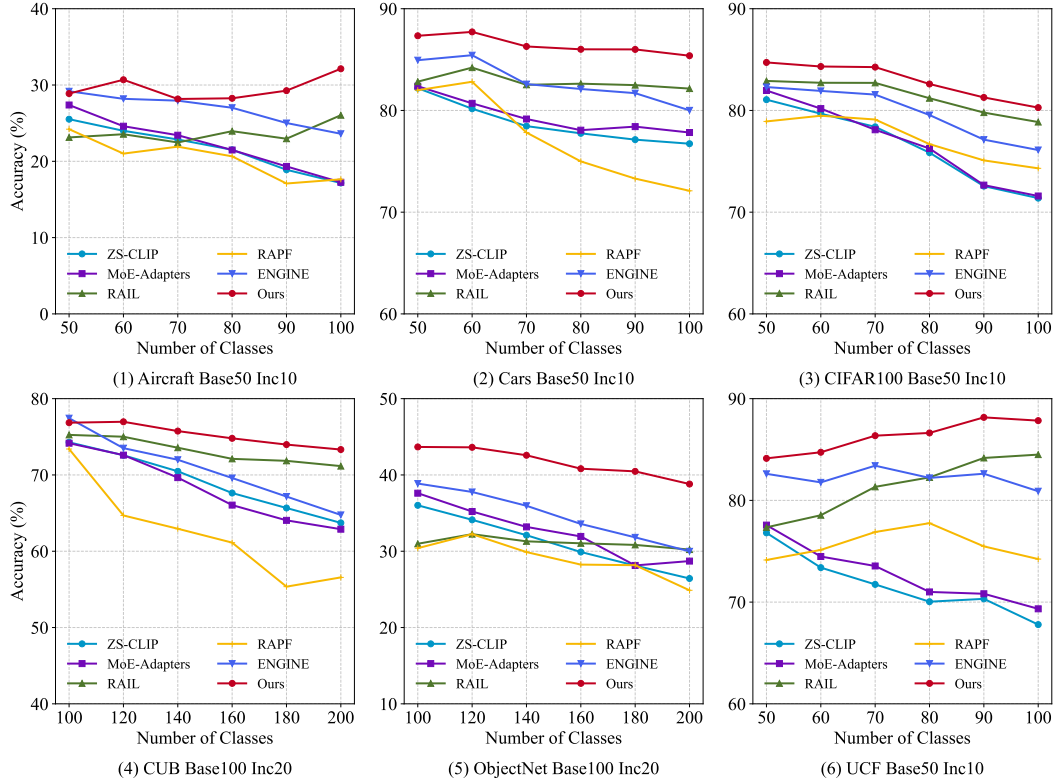 40
30
20
10
0
Accuracy (%)
ZS-CLIP
MoE-Adapters
RAIL
RAPF
ENGINE
Ours
50 60 70 80 90 100
Number of Classes
(1) Aircraft Base50 Inc10
90
80
70
60
ZS-CLIP
MoE-Adapters
RAIL
RAPF
ENGINE
Ours
50 60 70 80 90 100
Number of Classes
(2) Cars Base50 Inc10
90
80
70
60
ZS-CLIP
MoE-Adapters
RAIL
RAPF
ENGINE
Ours
50 60 70 80 90 100
Number of Classes
(3) CIFAR100 Base50 Inc10
80
70
60
50
40
Accuracy (%)
ZS-CLIP
MoE-Adapters
RAIL
RAPF
ENGINE
Ours
100 120 140 160 180 200
Number of Classes
(4) CUB Base100 Inc20
50
40
30
20
10
ZS-CLIP
MoE-Adapters
RAIL
RAPF
ENGINE
Ours
100 120 140 160 180 200
Number of Classes
(5) ObjectNet Base100 Inc20
90
80
70
60
ZS-CLIP
MoE-Adapters
RAIL
RAPF
ENGINE
Ours
50 60 70 80 90 100
Number of Classes
(6) UCF Base50 Inc10